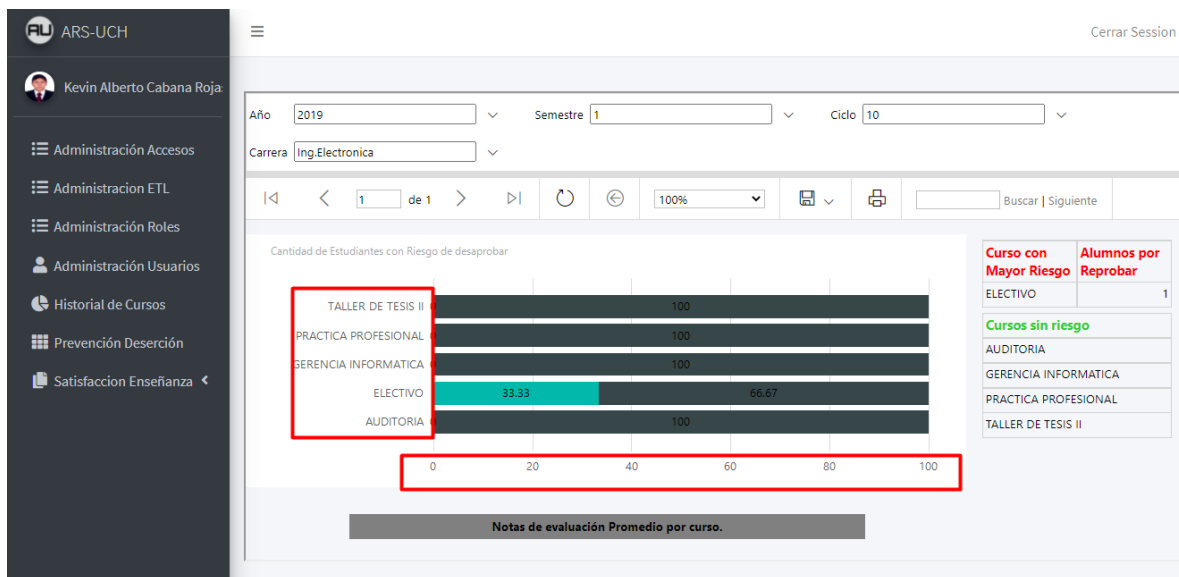 AU ARS-UCH
Cerrar Session
Kevin Alberto Cabana Roja
Administración Accesos
Administracion ETL
Administración Roles
Administración Usuarios
Historial de Cursos
Prevención Deserción
Satisfaccion Enseñanza
Año 2019 Semestre 1 Ciclo 10
Carrera Ing.Electronica
1 de 1 100% Buscar | Siguiente
Cantidad de Estudiantes con Riesgo de desaprobar
TALLER DE TESIS II 0 100
PRACTICA PROFESIONAL 0 100
GERENCIA INFORMATICA 0 100
ELECTIVO 33.33 66.67
AUDITORIA 0 100
0 20 40 60 80 100
Curso con Mayor Riesgo
Alumnos por Reprobar
ELECTIVO 1
Cursos sin riesgo
AUDITORIA
GERENCIA INFORMATICA
PRACTICA PROFESIONAL
TALLER DE TESIS II
Notas de evaluación Promedio por curso.